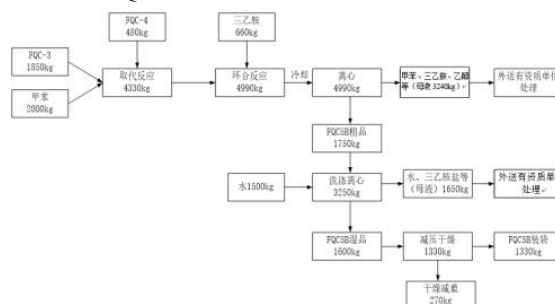 FQC-4
480kg
三乙胺
660kg
FQC-3
1850kg
取代反应
4330kg
环合反应
4990kg
冷却
离心
4990kg
甲苯、三乙胺、乙醇
等（母液3240kg）
外送有资质单位
处理
甲苯
2000kg
FQC5B粗品
1750kg
水1500kg
洗涤离心
3250kg
水、三乙胺盐等
（母液）1650kg
外送有资质单
处理
FQC5B湿品
1600kg
减压干燥
1330kg
FQC5B装袋
1330kg
干燥减重
270kg